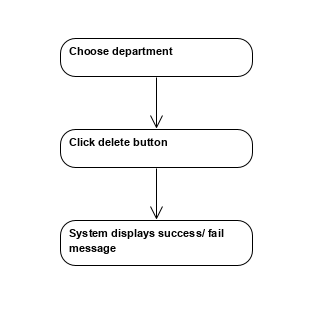 Choose department
Click delete button
System displays success/ fail
message